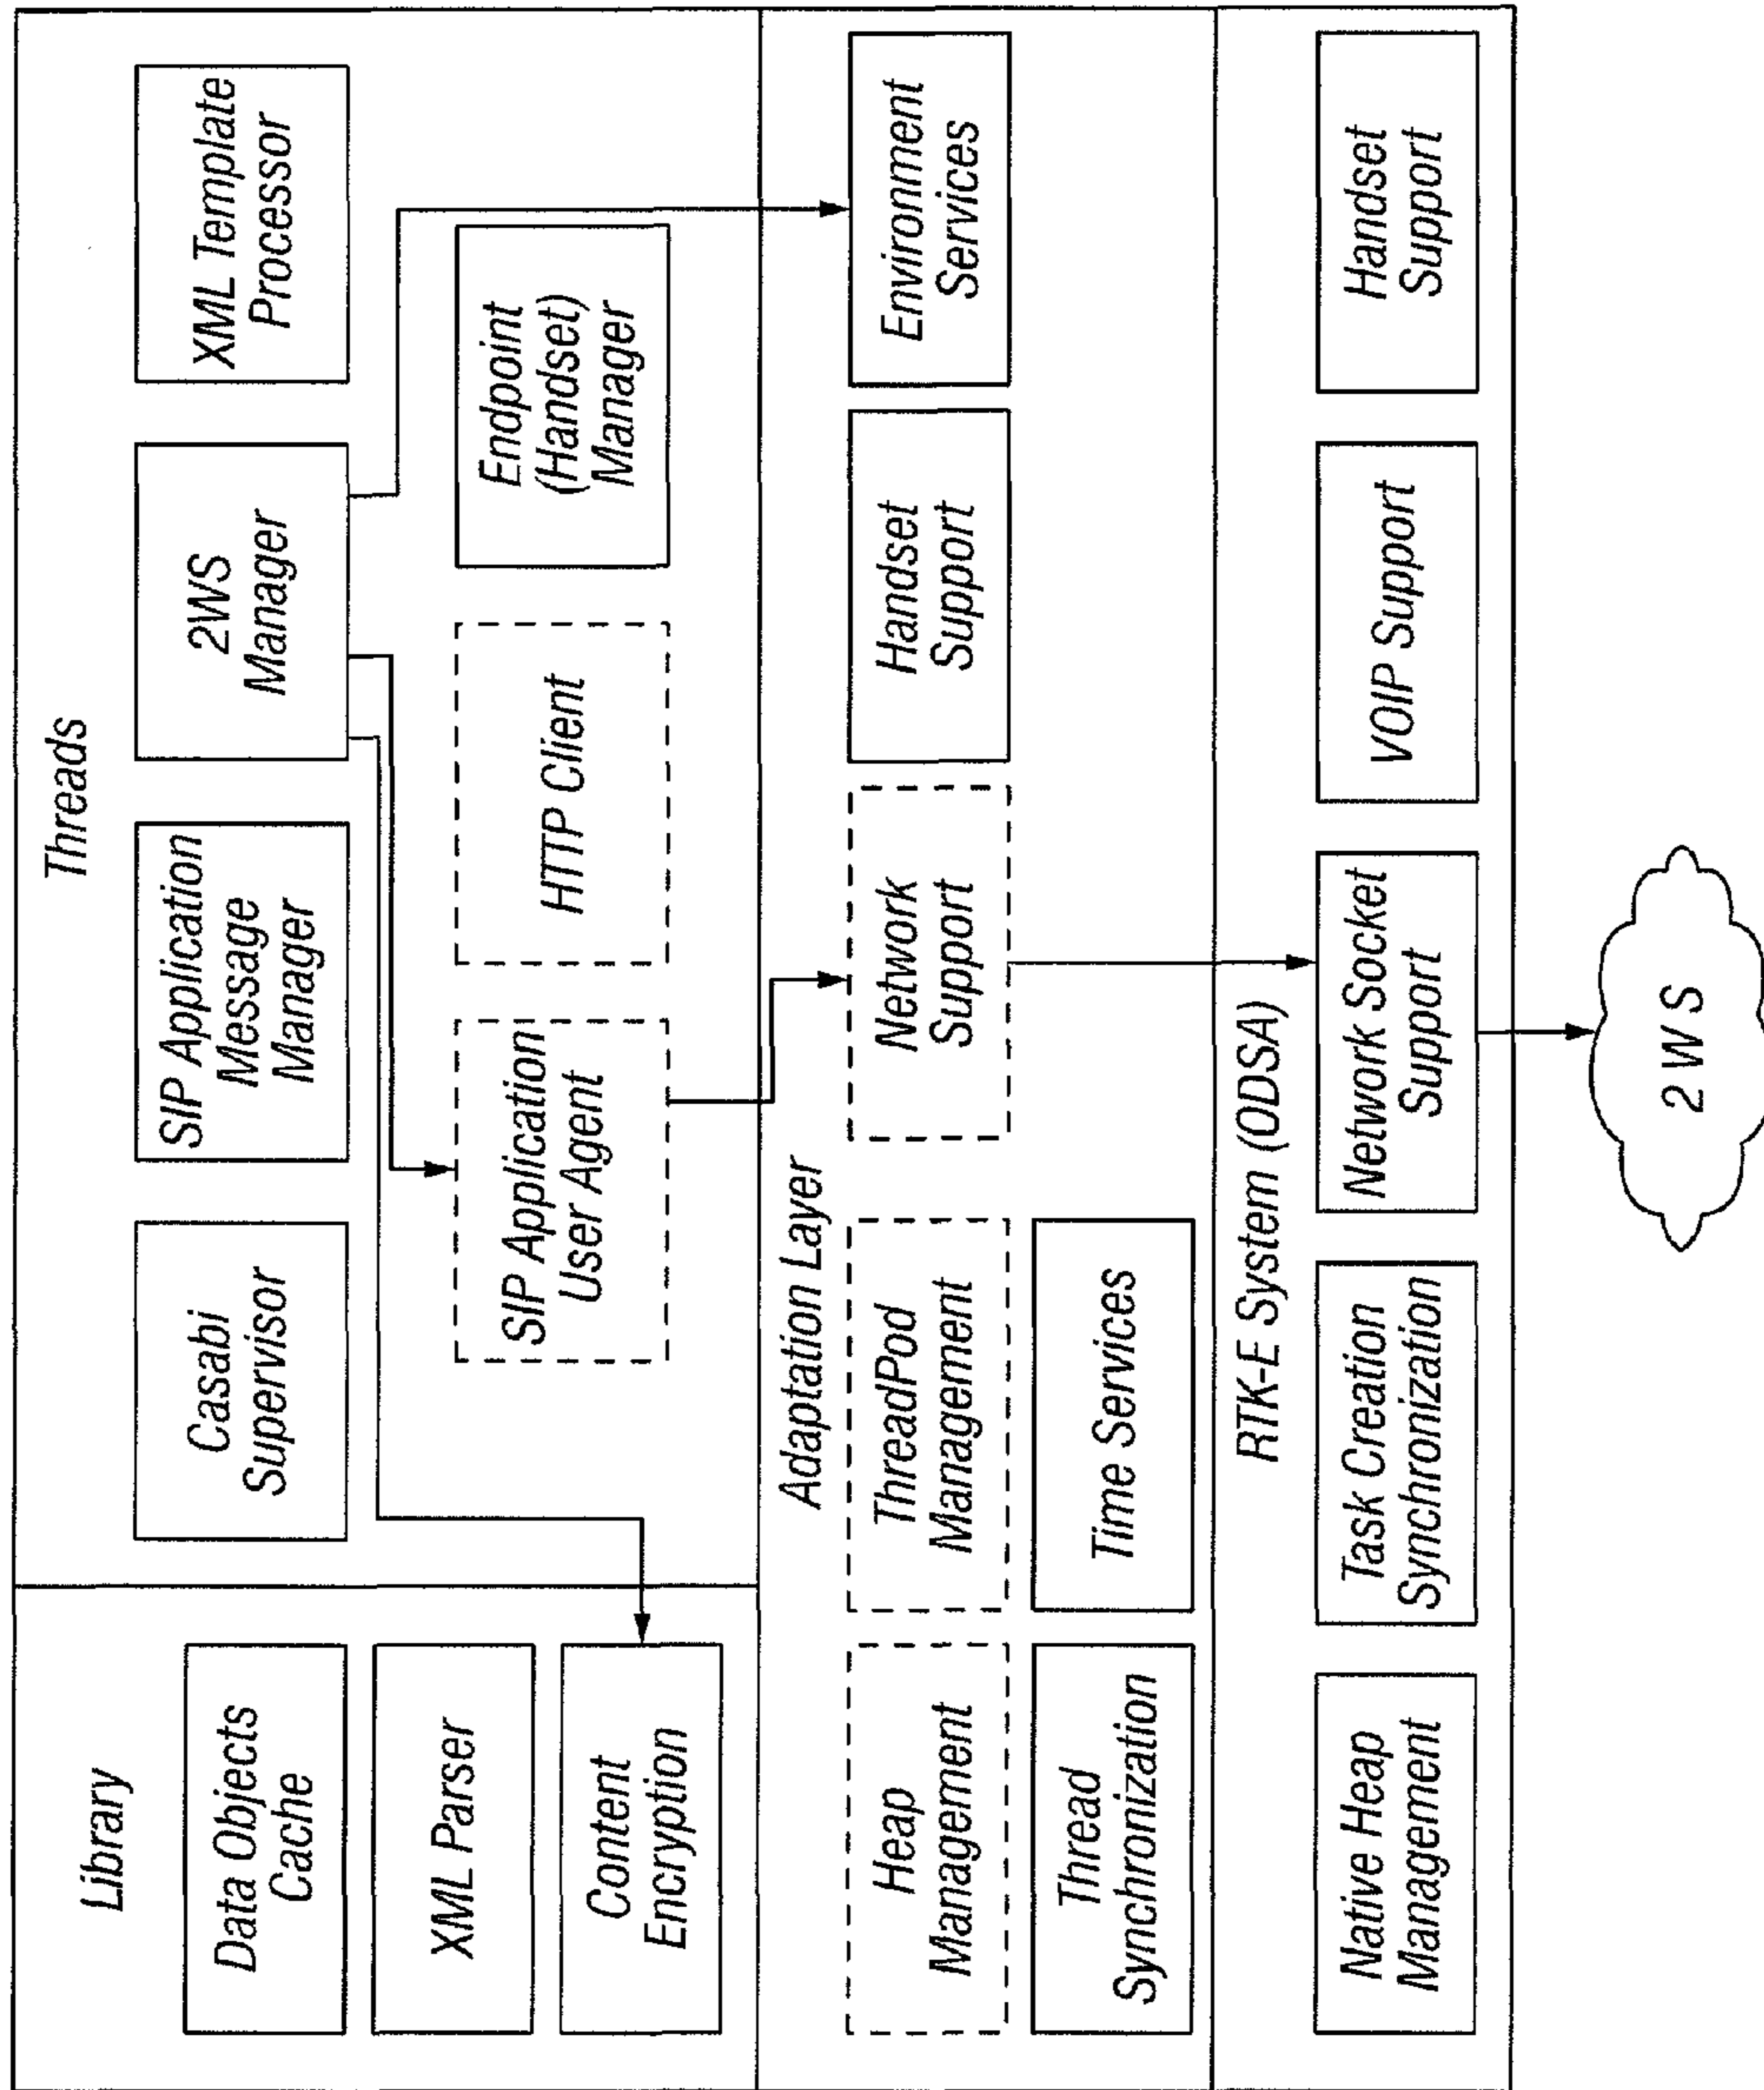 Library
Data Objects
Cache
XML Parser
Content
Encryption
Threads
Casabi
Supervisor
SIP Application
Message
Manager
2WS
Manager
XML Template
Processor
SIP Application
User Agent
HTTP Client
Endpoint
(Handset)
Manager
Adaptation Layer
Heap
Management
ThreadPod
Management
Network
Support
Handset
Support
Environment
Services
Thread
Synchronization
Time Services
RTK-E System (ODSA)
Native Heap
Management
Task Creation
Synchronization
Network Socket
Support
VOIP Support
Handset
Support
2 W S